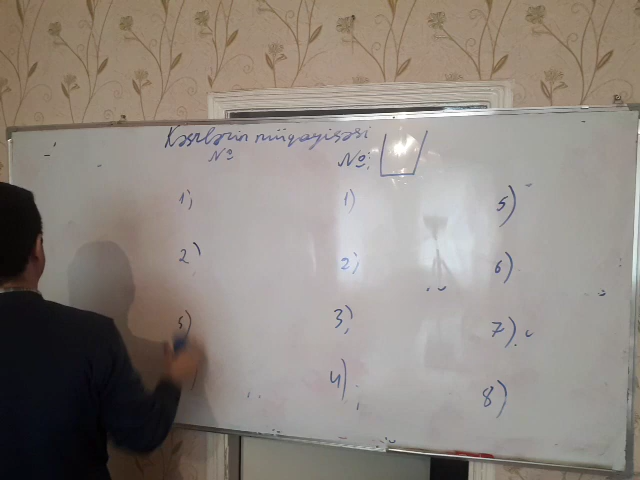 Kəsrlərin müqayisəsi
№ №:
1) 1) 5)
2) 2) 6)
3) 3) 7)
4) 8)